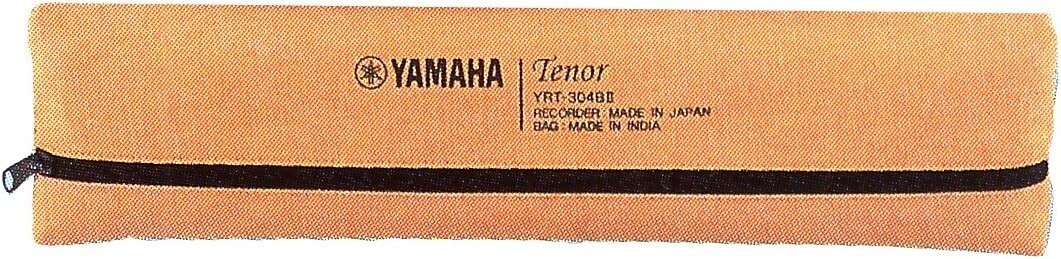 YAMAHA
Tenor
YRT-304BⅡ
RECORDER : MADE IN JAPAN
BAG : MADE IN INDIA